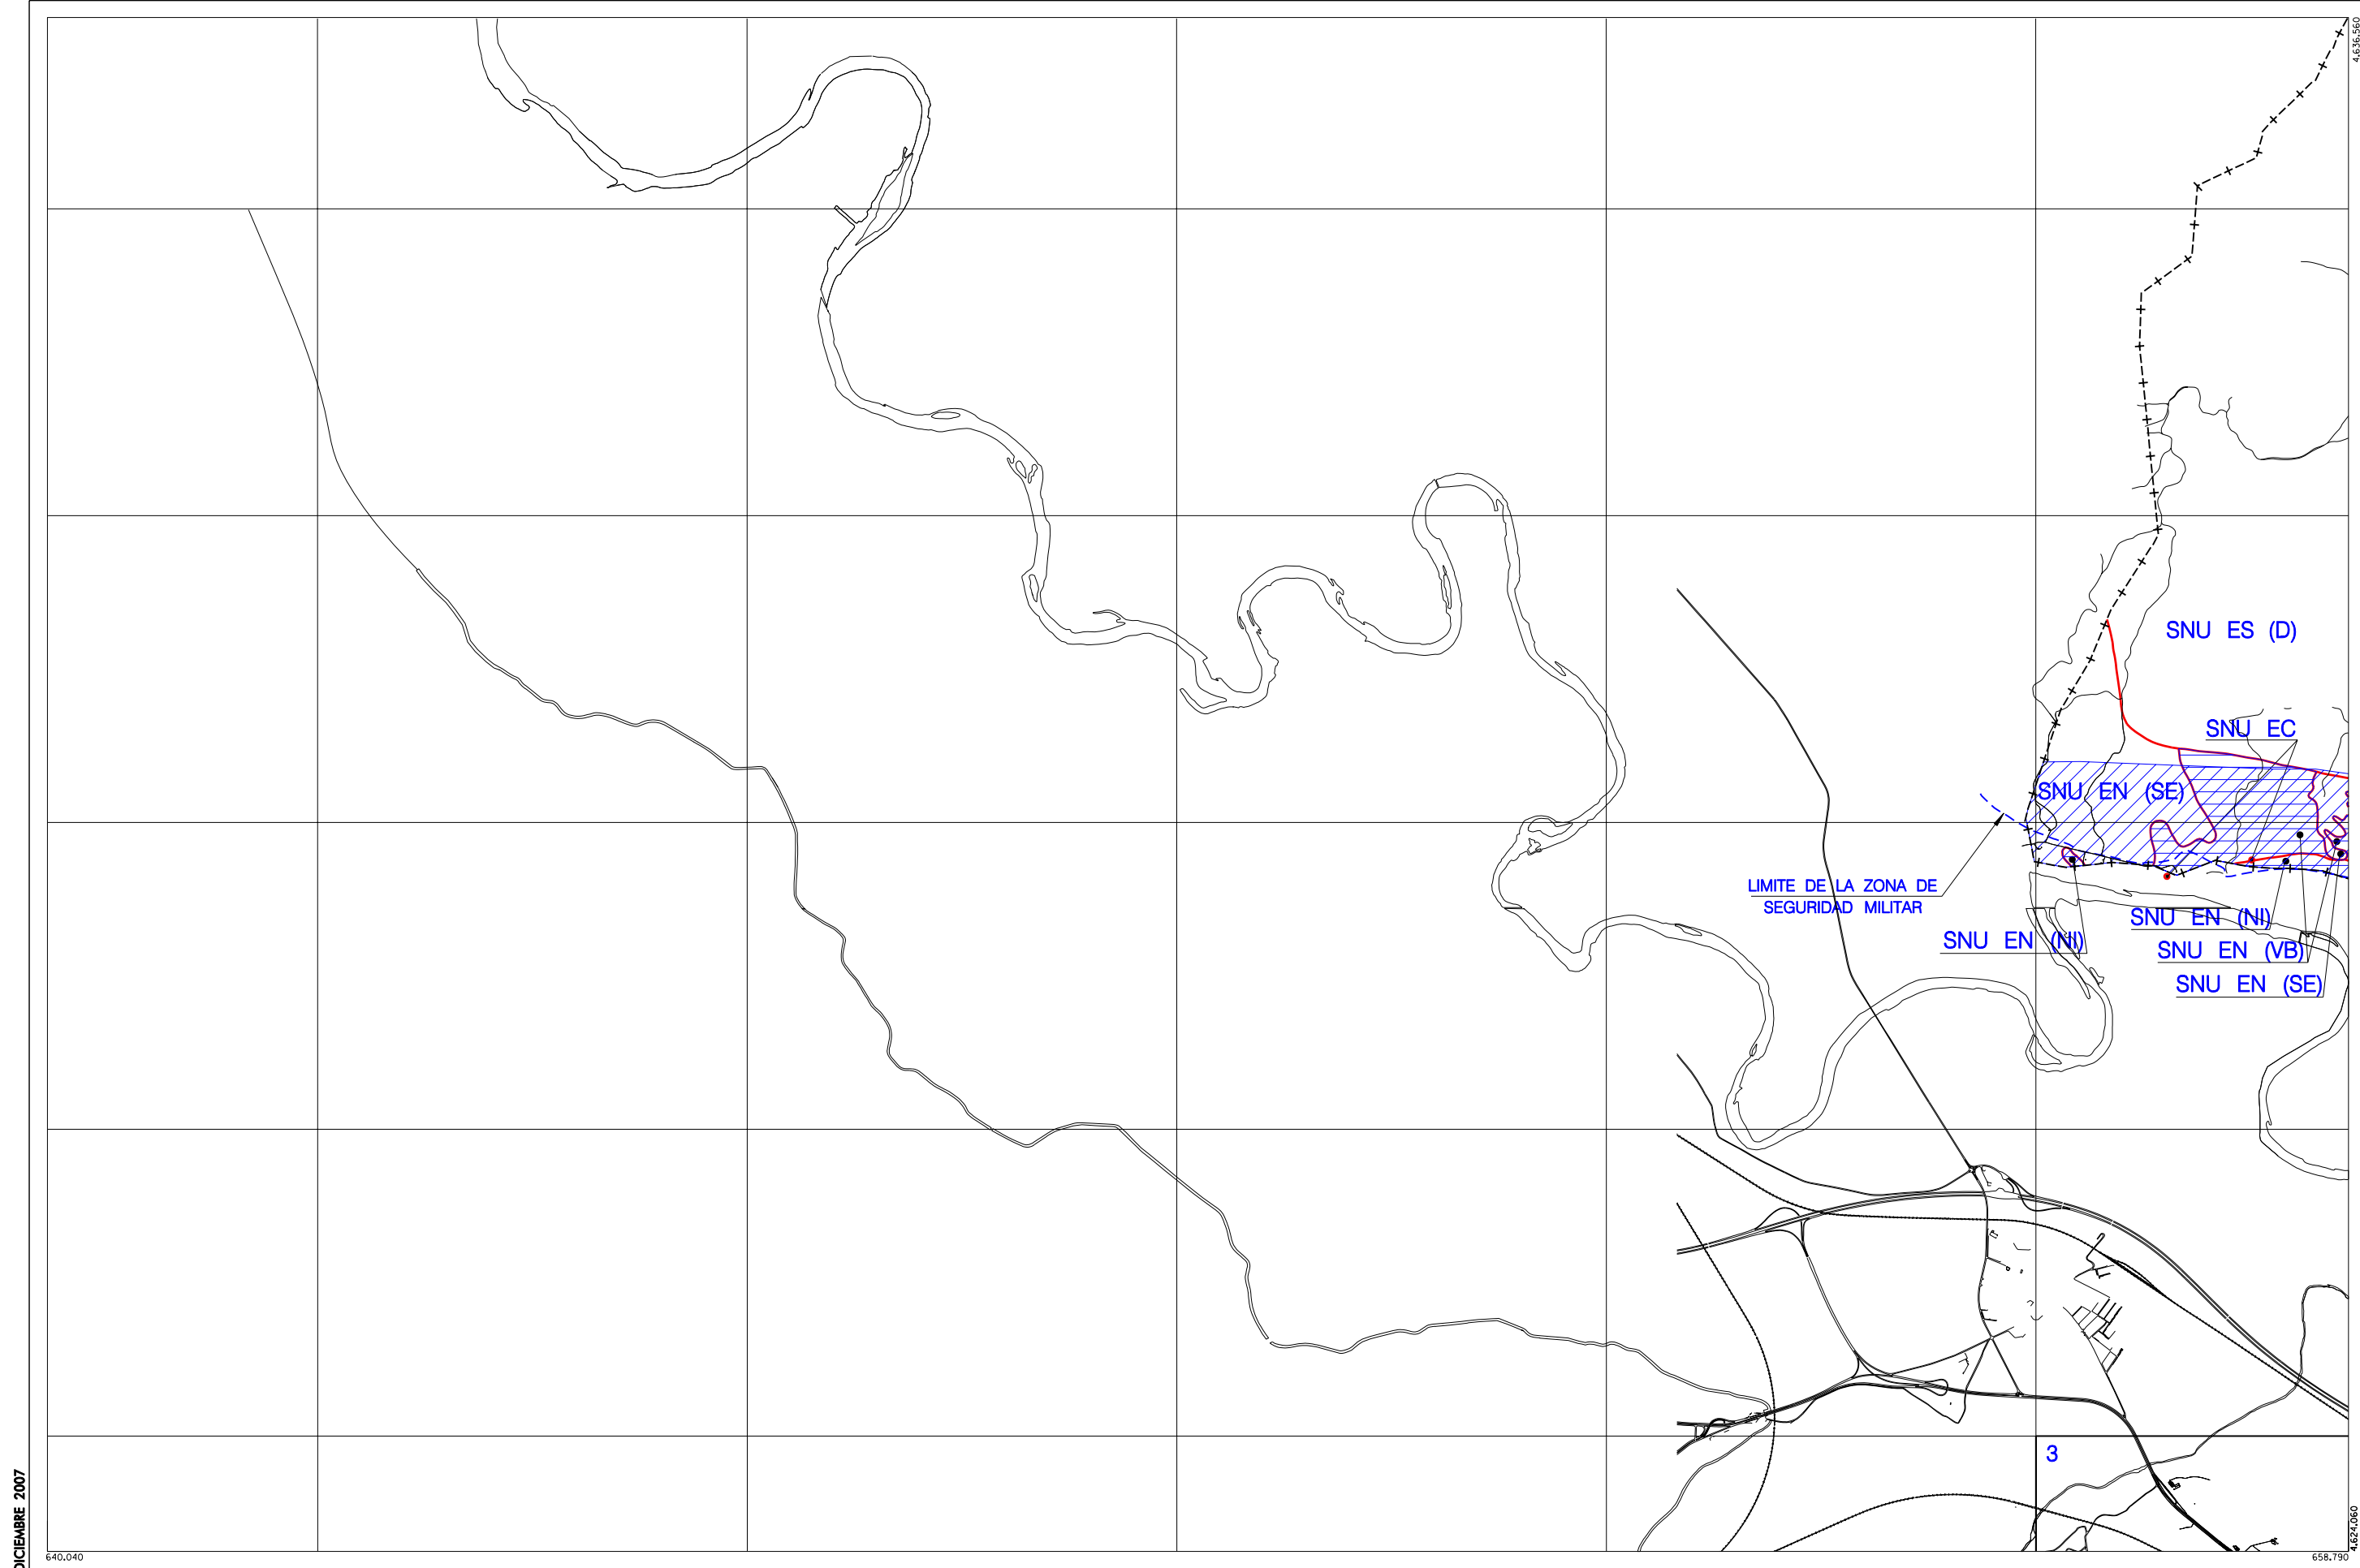 4.636.560
SNU ES (D)
SNU EC
SNU EN (SE)
LIMITE DE LA ZONA DE
SEGURIDAD MILITAR
SNU EN (NI)
SNU EN (NI)
SNU EN (VB)
SNU EN (SE)
3
DICIEMBRE 2007
4.624.060
640.040
658.790